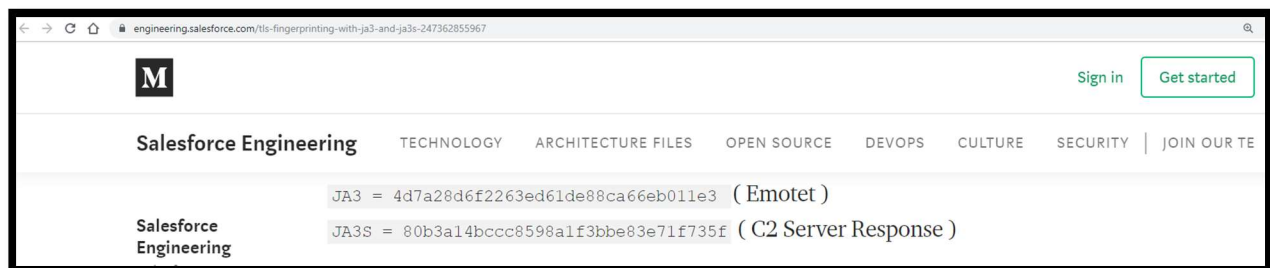 engineering.salesforce.com/tls-fingerprinting-with-ja3-and-ja3s-247362855967
M
Sign in
Get started
Salesforce Engineering TECHNOLOGY ARCHITECTURE FILES OPEN SOURCE DEVOPS CULTURE SECURITY | JOIN OUR TE
JA3 = 4d7a28d6f2263ed61de88ca66eb011e3 ( Emotet )
Salesforce
Engineering
JA3S = 80b3a14bccc8598a1f3bbe83e71f735f ( C2 Server Response )